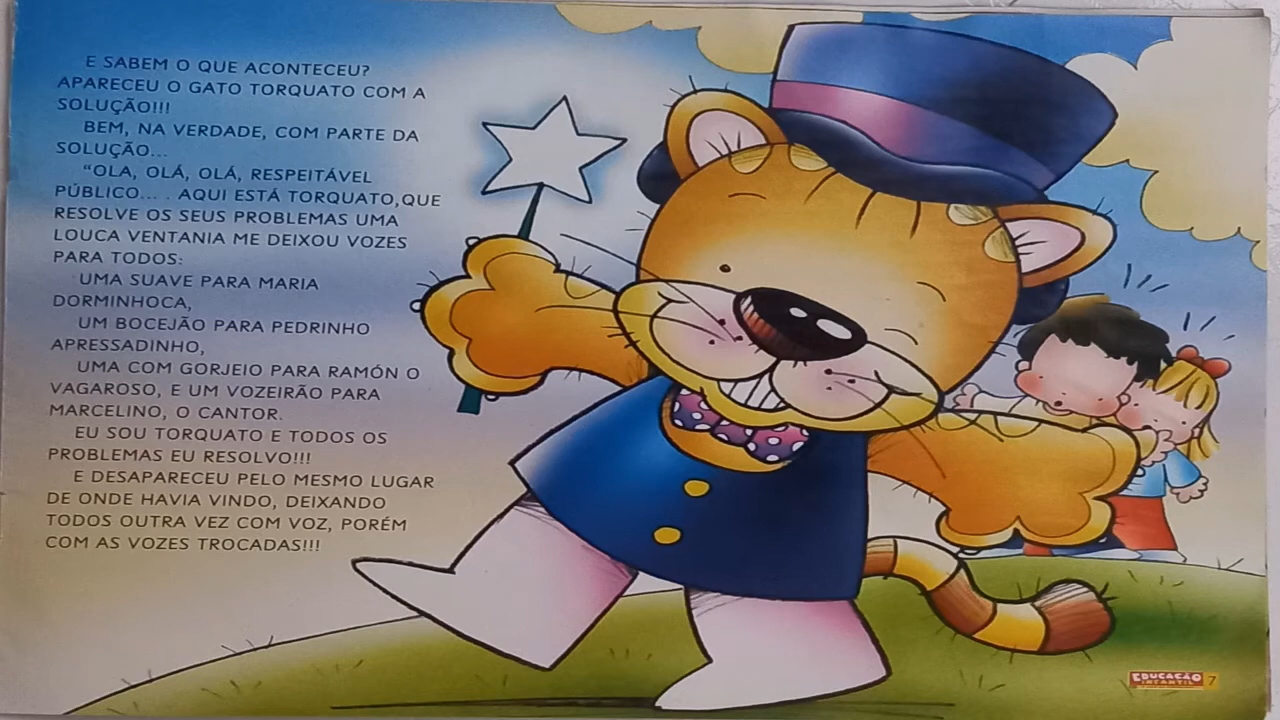 E SABEM O QUE ACONTECEU?
APARECEU O GATO TORQUATO COM A
SOLUÇÃO!!!
BEM, NA VERDADE, COM PARTE DA
SOLUÇÃO...
“OLA, OLÁ, OLÁ, RESPEITÁVEL
PÚBLICO... . AQUI ESTÁ TORQUATO,QUE
RESOLVE OS SEUS PROBLEMAS UMA
LOUCA VENTANIA ME DEIXOU VOZES
PARA TODOS:
UMA SUAVE PARA MARIA
DORMINHOCA,
UM BOCEJÃO PARA PEDRINHO
APRESSADINHO,
UMA COM GORJEIO PARA RAMÓN O
VAGAROSO, E UM VOZEIRÃO PARA
MARCELINO, O CANTOR.
EU SOU TORQUATO E TODOS OS
PROBLEMAS EU RESOLVO!!!
E DESAPARECEU PELO MESMO LUGAR
DE ONDE HAVIA VINDO, DEIXANDO
TODOS OUTRA VEZ COM VOZ, PORÉM
COM AS VOZES TROCADAS!!!
EDUCAÇÃO
INFANTIL
7